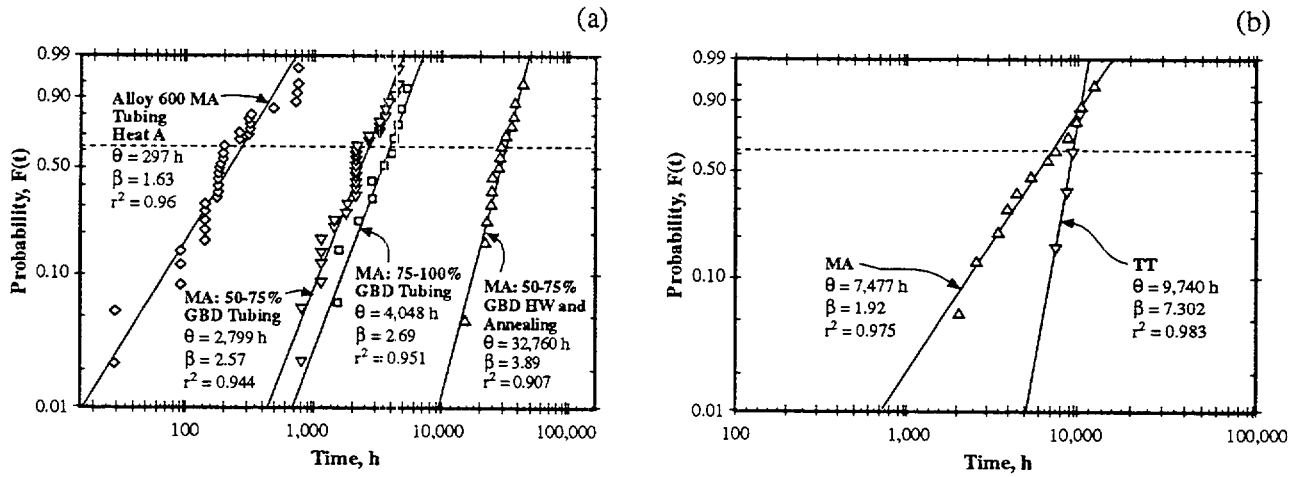 (a)
0.99
0.90
0.50
0.10
0.01
Probability, F(t)
Alloy 600 MA
Tubing
Heat A
θ = 297 h
β = 1.63
r² = 0.96
MA: 50-75%
GBD Tubing
θ = 2,799 h
β = 2.57
r² = 0.944
MA: 75-100%
GBD Tubing
θ = 4,048 h
β = 2.69
r² = 0.951
MA: 50-75%
GBD HW and
Annealing
θ = 32,760 h
β = 3.89
r² = 0.907
100
1,000
10,000
100,000
Time, h
(b)
0.99
0.90
0.50
0.10
0.01
Probability, F(t)
MA
θ = 7,477 h
β = 1.92
r² = 0.975
TT
θ = 9,740 h
β = 7.302
r² = 0.983
100
1,000
10,000
100,000
Time, h